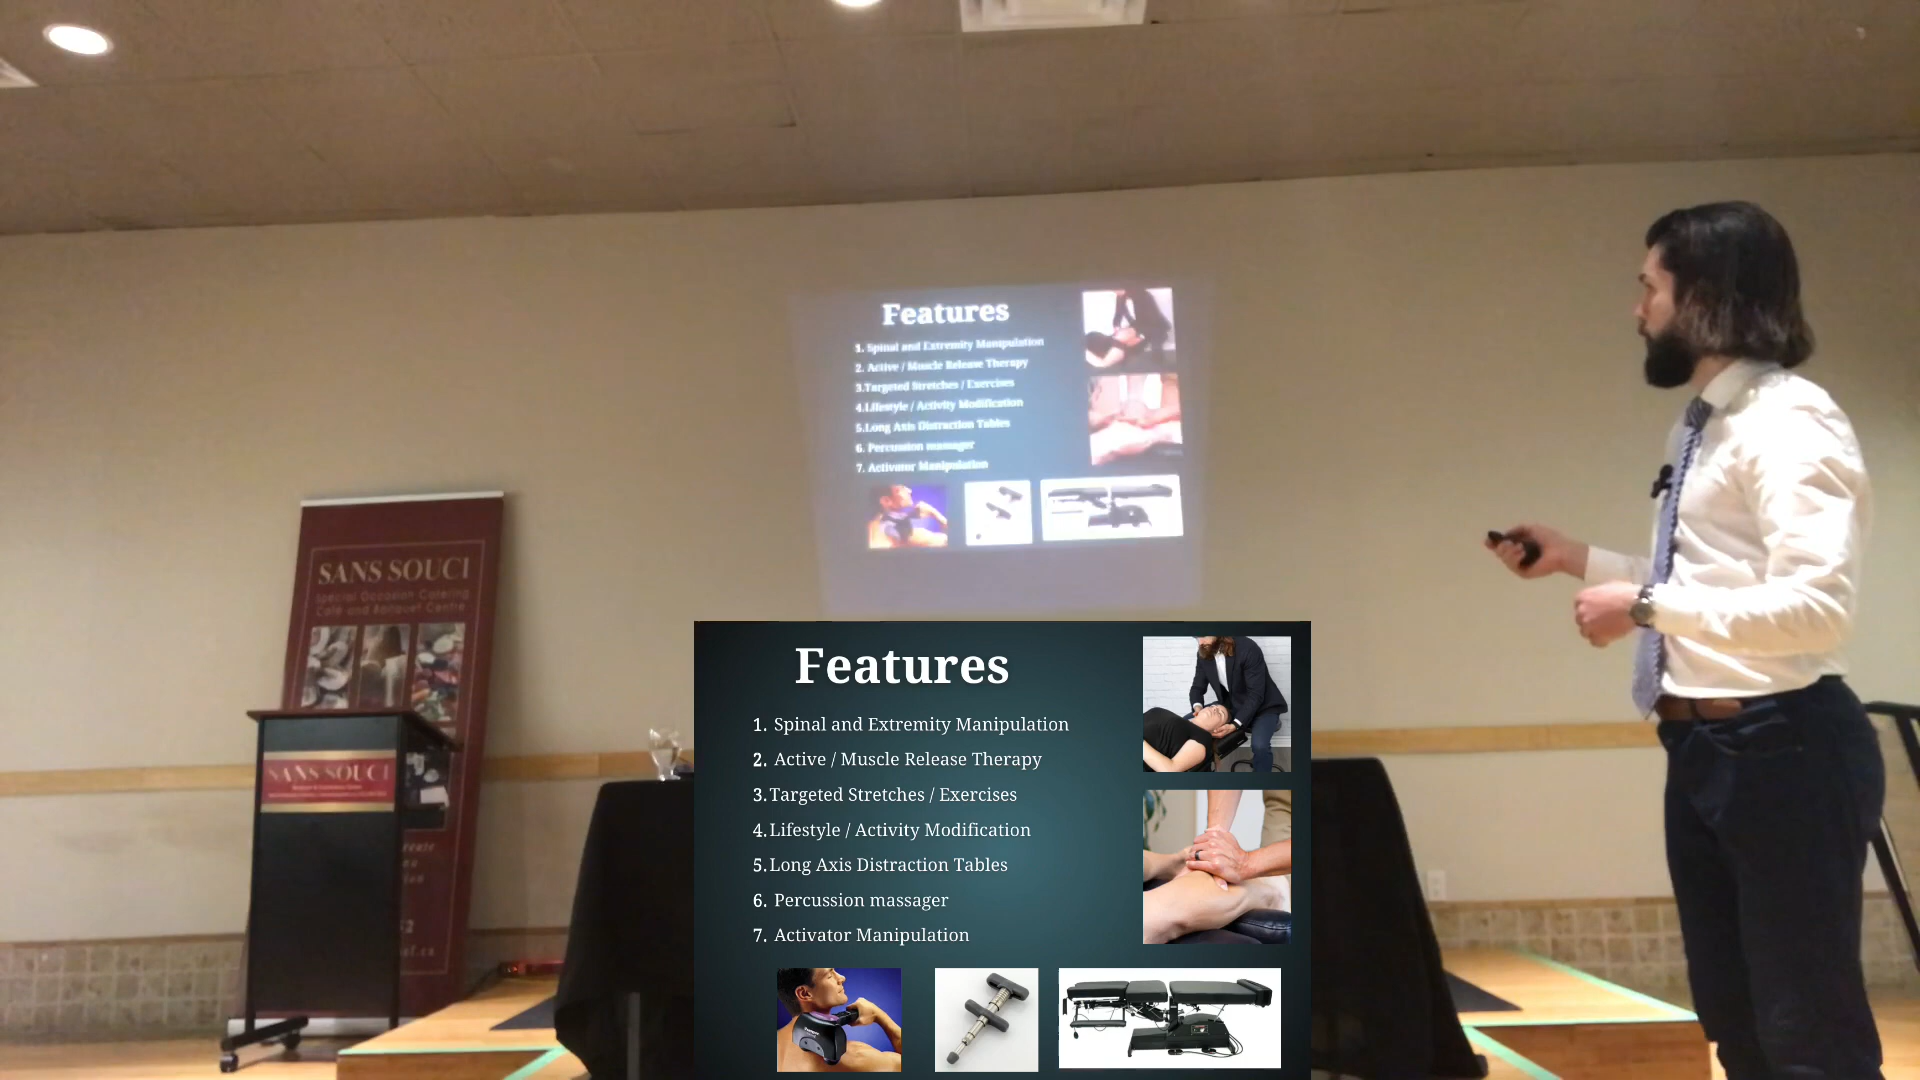 Features
1. Spinal and Extremity Manipulation
2. Active / Muscle Release Therapy
3.Targeted Stretches / Exercises
4.Lifestyle / Activity Modification
5.Long Axis Distraction Tables
6. Percussion massager
7. Activator Manipulation
SANS SOUCI
Special Occasion Catering
Café and Banquet Centre
SANS SOUCI
Features
1. Spinal and Extremity Manipulation
2. Active / Muscle Release Therapy
3.Targeted Stretches / Exercises
4.Lifestyle / Activity Modification
5.Long Axis Distraction Tables
6. Percussion massager
7. Activator Manipulation